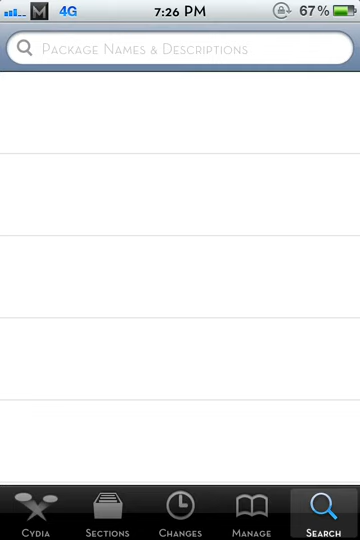 M 4G 7:26 PM 67%
Package Names & Descriptions
Cydia Sections Changes Manage Search